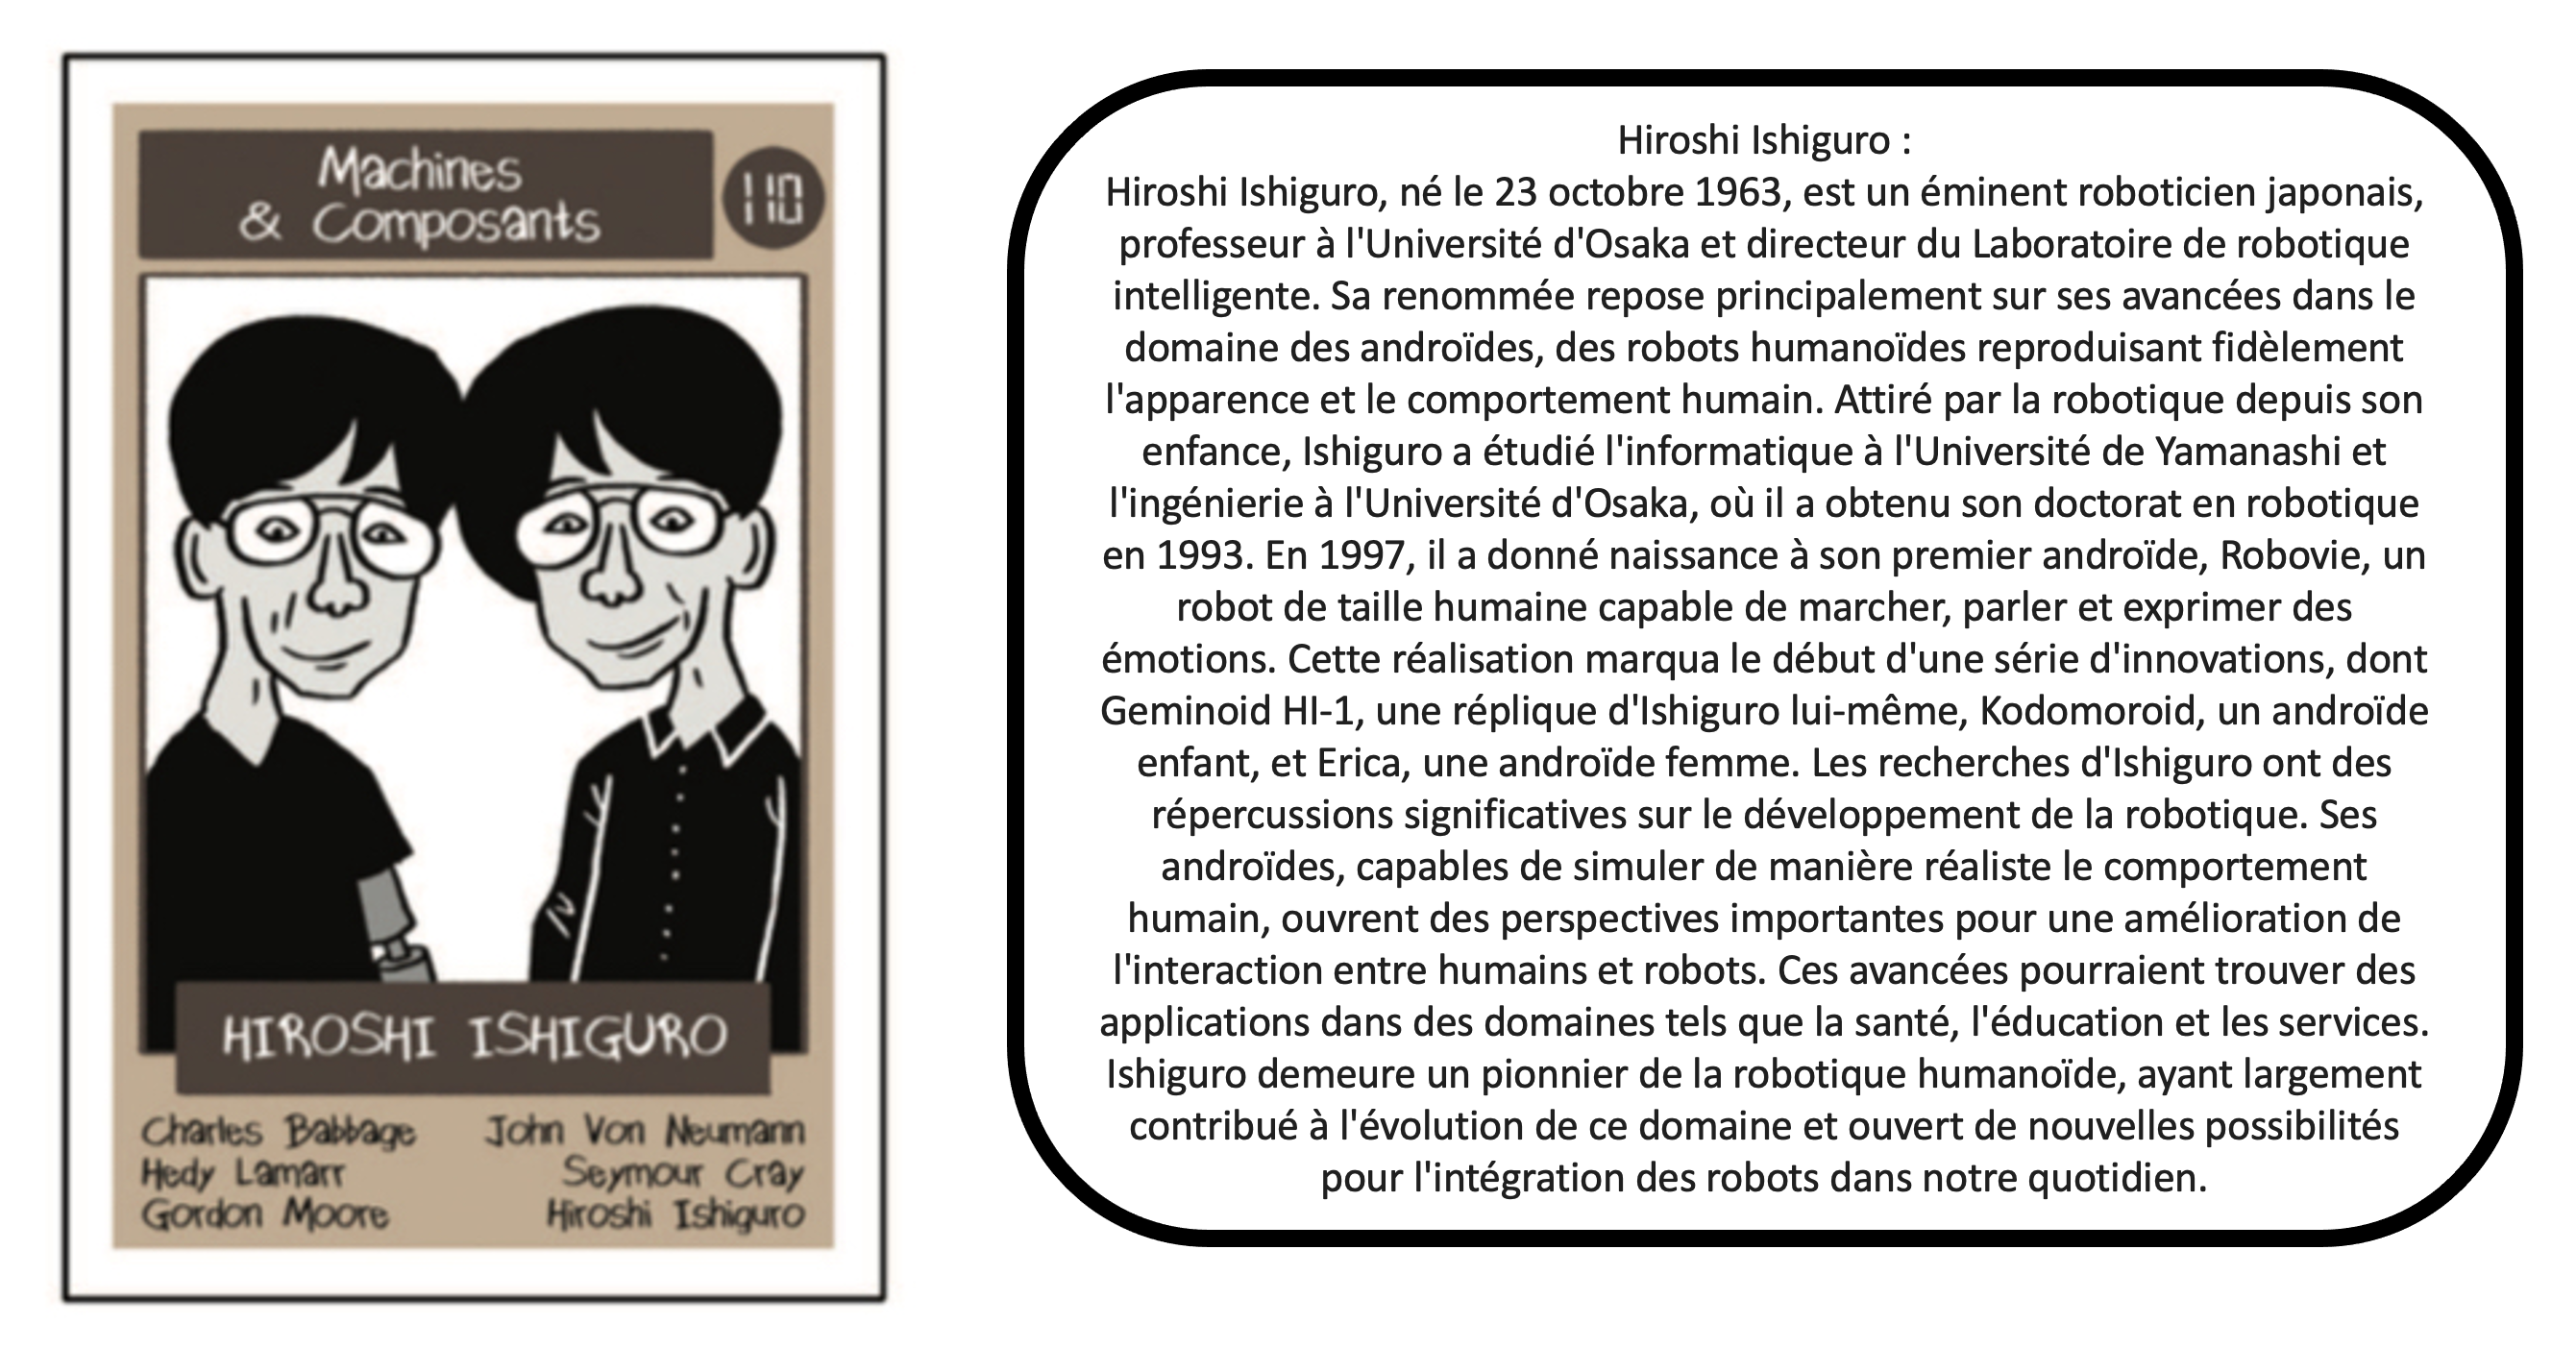 Machines
& Composants
110
HIROSHI ISHIGURO
Charles Babbage
Hedy Lamarr
Gordon Moore
John Von Neumann
Seymour Cray
Hiroshi Ishiguro
Hiroshi Ishiguro :
Hiroshi Ishiguro, né le 23 octobre 1963, est un éminent roboticien japonais,
professeur à l'Université d'Osaka et directeur du Laboratoire de robotique
intelligente. Sa renommée repose principalement sur ses avancées dans le
domaine des androïdes, des robots humanoïdes reproduisant fidèlement
l'apparence et le comportement humain. Attiré par la robotique depuis son
enfance, Ishiguro a étudié l'informatique à l'Université de Yamanashi et
l'ingénierie à l'Université d'Osaka, où il a obtenu son doctorat en robotique
en 1993. En 1997, il a donné naissance à son premier androïde, Robovie, un
robot de taille humaine capable de marcher, parler et exprimer des
émotions. Cette réalisation marqua le début d'une série d'innovations, dont
Geminoid HI-1, une réplique d'Ishiguro lui-même, Kodomoroid, un androïde
enfant, et Erica, une androïde femme. Les recherches d'Ishiguro ont des
répercussions significatives sur le développement de la robotique. Ses
androïdes, capables de simuler de manière réaliste le comportement
humain, ouvrent des perspectives importantes pour une amélioration de
l'interaction entre humains et robots. Ces avancées pourraient trouver des
applications dans des domaines tels que la santé, l'éducation et les services.
Ishiguro demeure un pionnier de la robotique humanoïde, ayant largement
contribué à l'évolution de ce domaine et ouvert de nouvelles possibilités
pour l'intégration des robots dans notre quotidien.